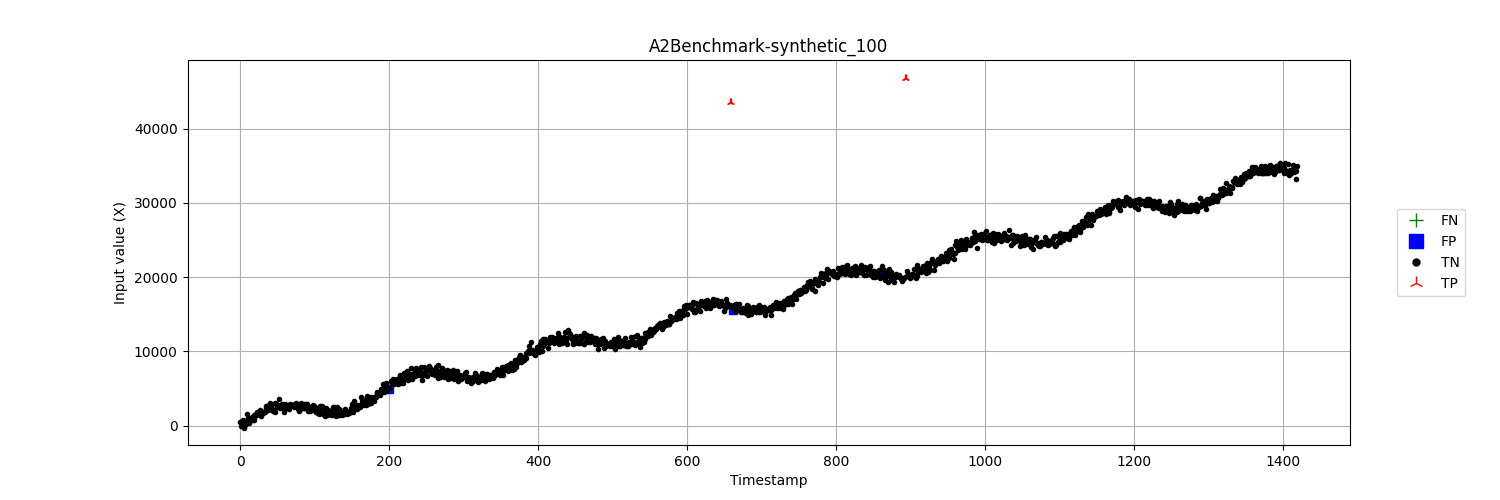 A2Benchmark-synthetic_100
Input value (X)
40000
30000
20000
10000
0
0 200 400 600 800 1000 1200 1400
Timestamp
FN
FP
TN
TP